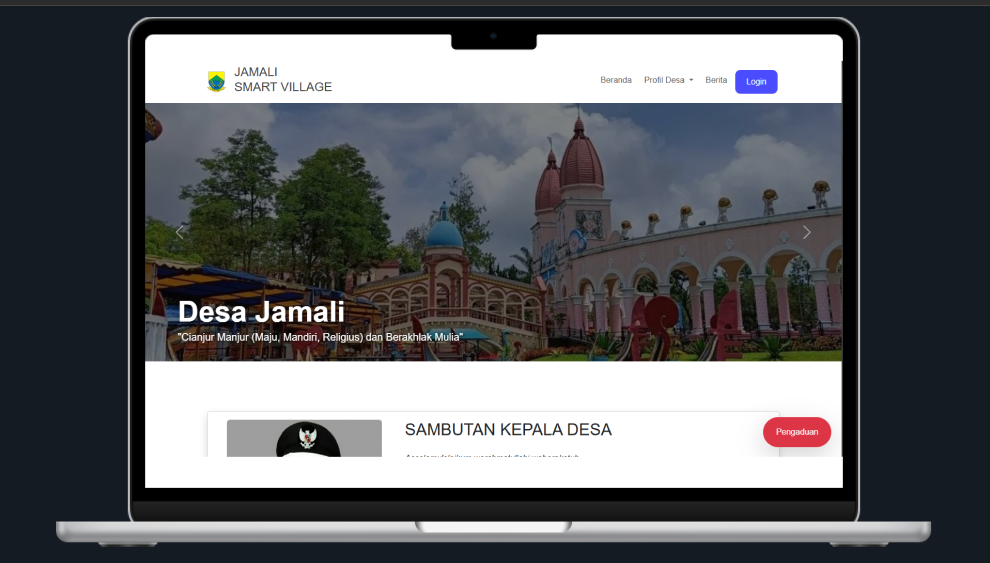 JAMALI
SMART VILLAGE
Beranda Profil Desa Berita Login
Desa Jamali
"Cianjur Manjur (Maju, Mandiri, Religius) dan Berakhlak Mulia"
SAMBUTAN KEPALA DESA
Pengaduan